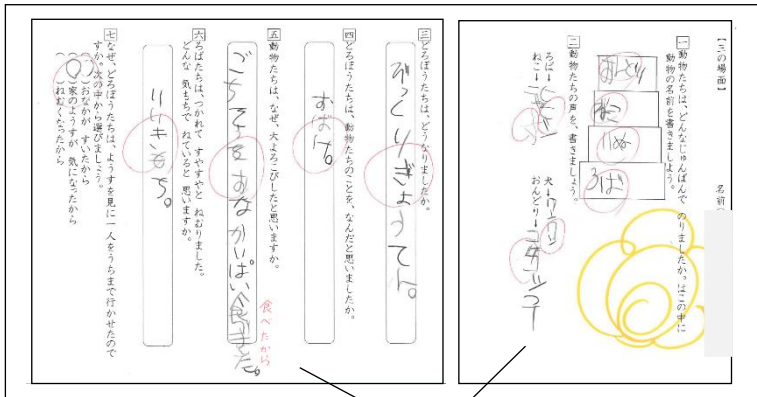 【三の場面】 名前
一 動物たちは、どんなじゅんばんで のりましたか。はこの中に
動物の名前を書きましょう。
おんどり
ねこ
いぬ
ろば
二 動物たちの声を、書きましょう。
ろば→
犬→ワンワン
ねこ→
おんどり→コケコッコー
三 どろぼうたちは、どうなりましたか。
びっくりぎょうてん。
四 どろぼうたちは、動物たちのことを、なんだと思いましたか。
おばけ。
五 動物たちは、なぜ、大よろこびしたと思いますか。
ごちそうをおなかいっぱい食べました。
食べたから
六 ろばたちは、つかれて すやすやと ねむりました。
どんな 気もちで ねていると 思いますか。
いいきもち。
七 なぜ、どろぼうたちは、ようすを見に一人をうちまで行かせたので
すか。次の中から選びましょう。
( )おなかが すいたから
(○)家のようすが 気になったから
( )ねむくなったから